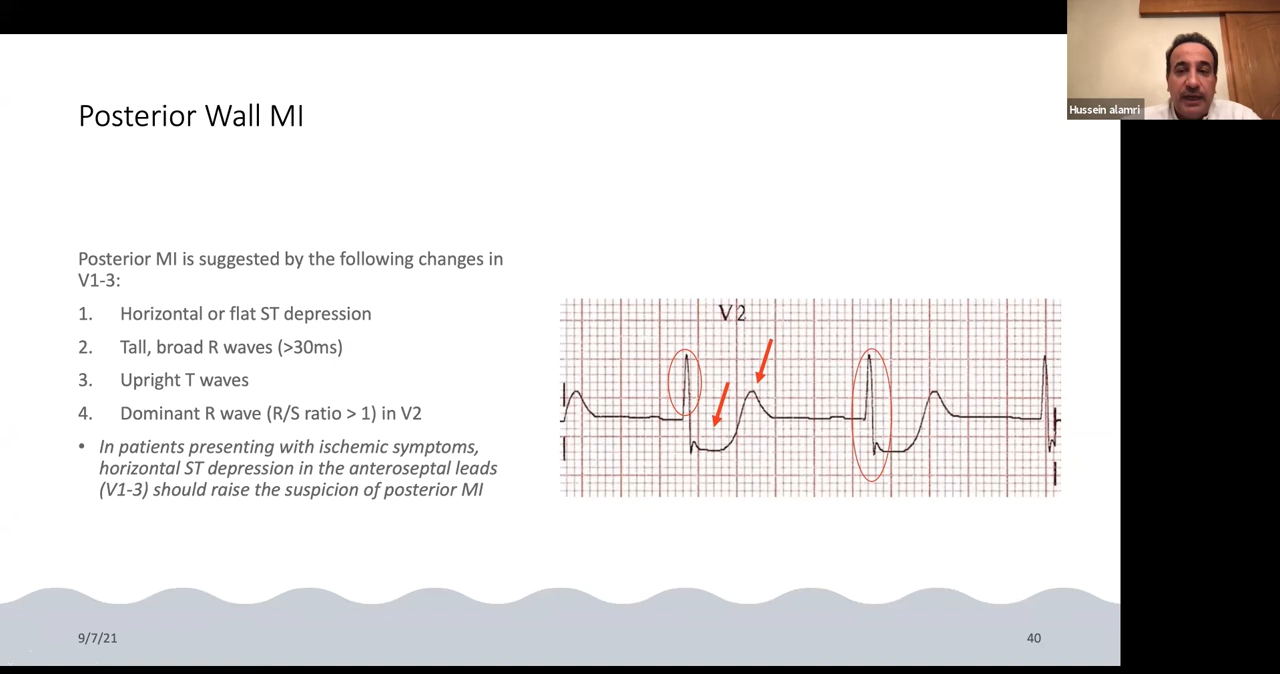 Hussein alamri
Posterior Wall MI
Posterior MI is suggested by the following changes in
V1-3:
1. Horizontal or flat ST depression
2. Tall, broad R waves (>30ms)
3. Upright T waves
4. Dominant R wave (R/S ratio > 1) in V2
• In patients presenting with ischemic symptoms,
horizontal ST depression in the anteroseptal leads
(V1-3) should raise the suspicion of posterior MI
V2
9/7/21
40